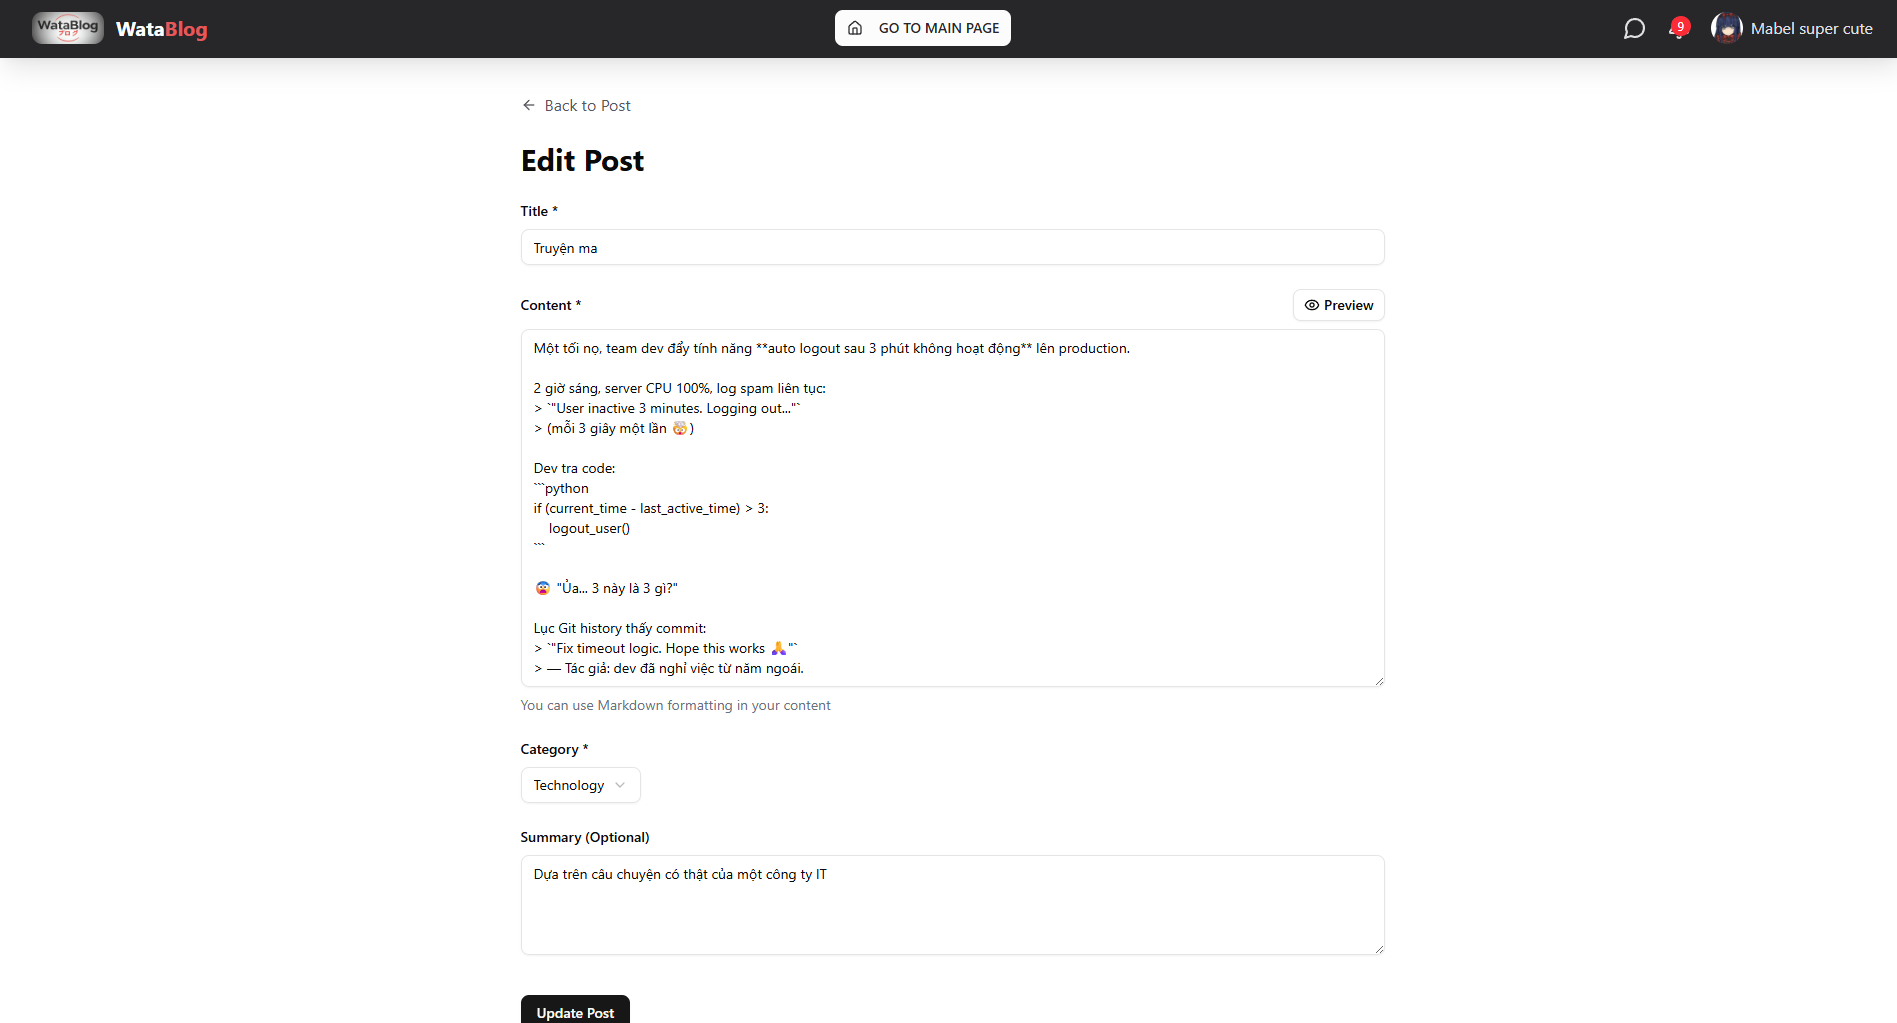 WataBlog
ブログ
WataBlog
GO TO MAIN PAGE
9
Mabel super cute
Back to Post
Edit Post
Title *
Truyện ma
Content *
Preview
Một tối nọ, team dev đẩy tính năng **auto logout sau 3 phút không hoạt động** lên production.
2 giờ sáng, server CPU 100%, log spam liên tục:
> `"User inactive 3 minutes. Logging out..."`
> (mỗi 3 giây một lần 🤯)
Dev tra code:
```python
if (current_time - last_active_time) > 3:
    logout_user()
```
😨 "Ủa... 3 này là 3 gì?"
Lục Git history thấy commit:
> `"Fix timeout logic. Hope this works 🙏"`
> — Tác giả: dev đã nghỉ việc từ năm ngoái.
You can use Markdown formatting in your content
Category *
Technology
Summary (Optional)
Dựa trên câu chuyện có thật của một công ty IT
Update Post